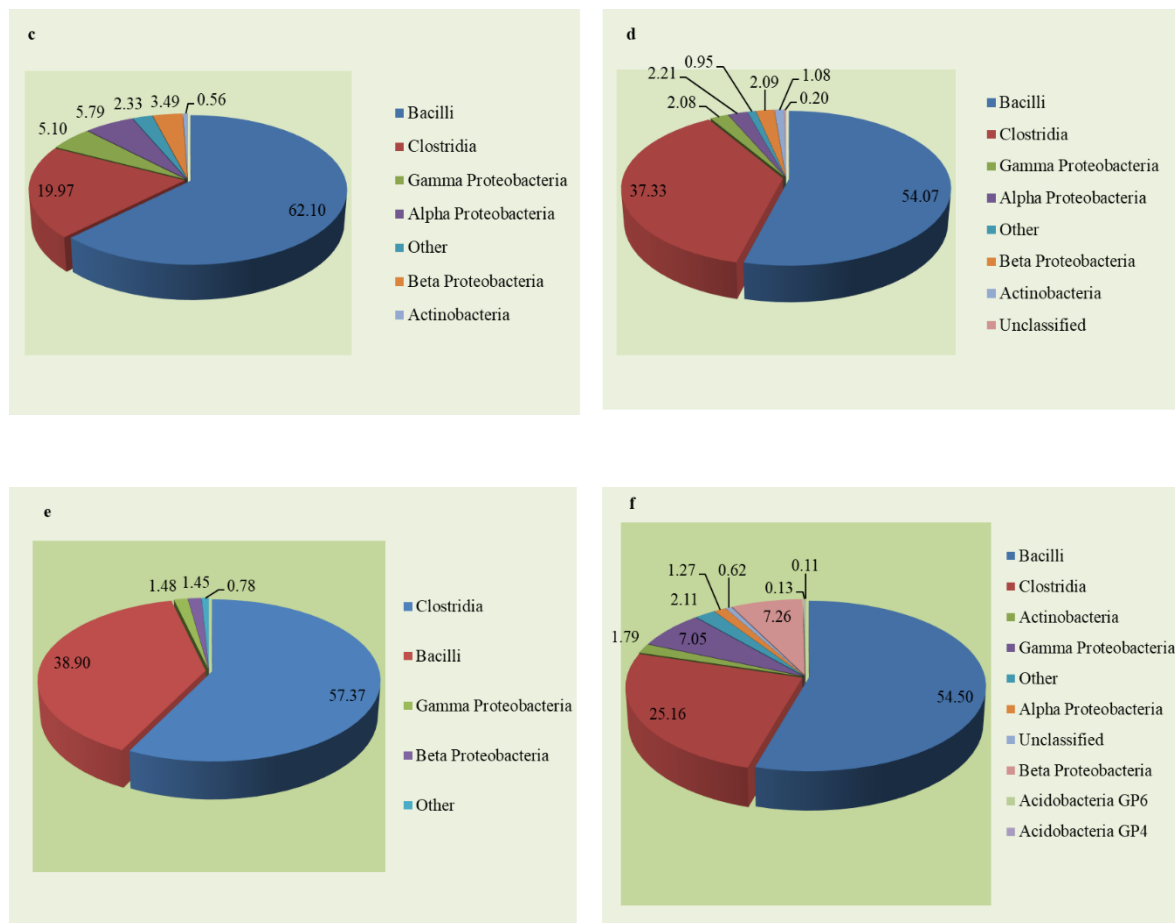 c
5.10
5.79
2.33
3.49
0.56
19.97
62.10
Bacilli
Clostridia
Gamma Proteobacteria
Alpha Proteobacteria
Other
Beta Proteobacteria
Actinobacteria
d
2.08
2.21
0.95
2.09
1.08
0.20
37.33
54.07
Bacilli
Clostridia
Gamma Proteobacteria
Alpha Proteobacteria
Other
Beta Proteobacteria
Actinobacteria
Unclassified
e
1.48
1.45
0.78
38.90
57.37
Clostridia
Bacilli
Gamma Proteobacteria
Beta Proteobacteria
Other
f
1.79
7.05
2.11
1.27
0.62
7.26
0.13
0.11
25.16
54.50
Bacilli
Clostridia
Actinobacteria
Gamma Proteobacteria
Other
Alpha Proteobacteria
Unclassified
Beta Proteobacteria
Acidobacteria GP6
Acidobacteria GP4